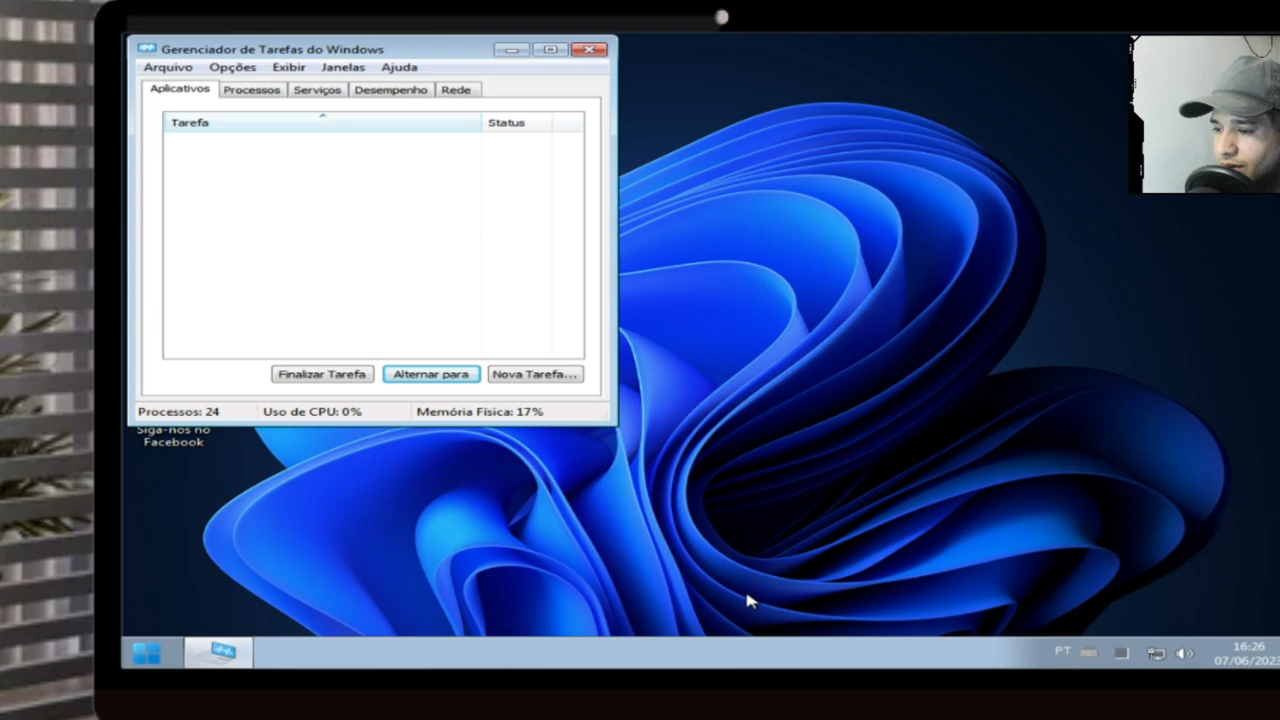 Gerenciador de Tarefas do Windows
Arquivo Opções Exibir Janelas Ajuda
Aplicativos Processos Serviços Desempenho Rede
Tarefa Status
Finalizar Tarefa Alternar para Nova Tarefa...
Processos: 24 Uso de CPU: 0% Memória Física: 17%
Siga-nos no
Facebook
PT 16:26
07/06/2023